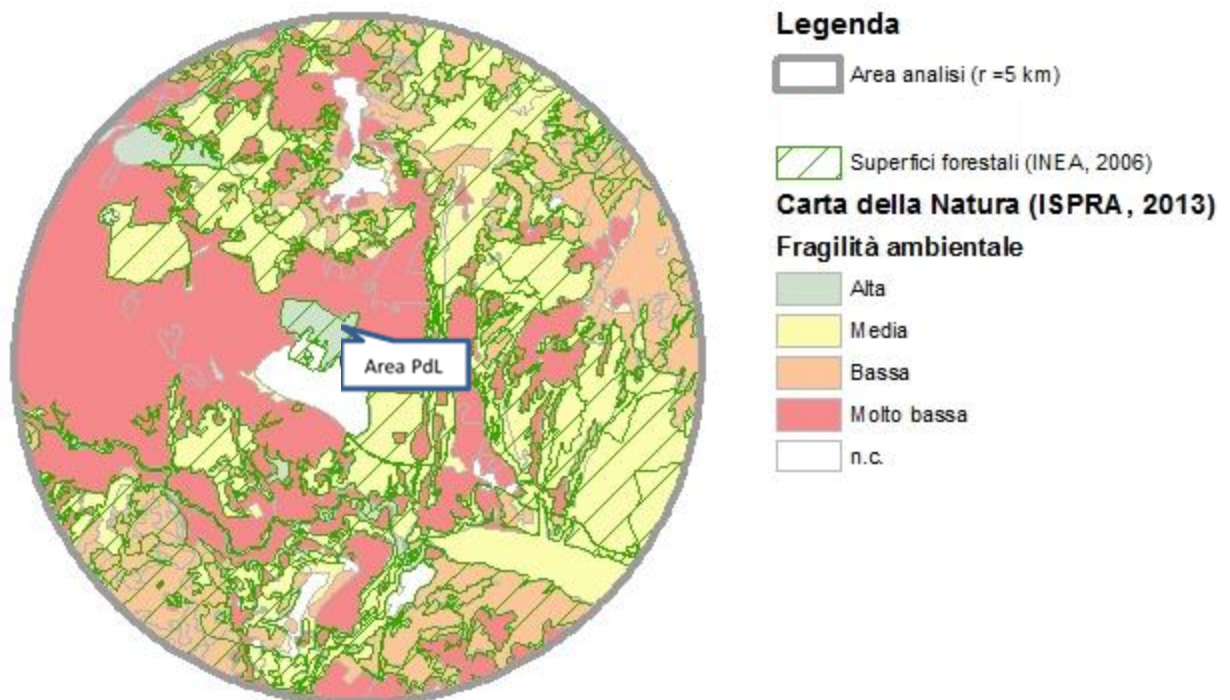 Legenda
Area analisi (r =5 km)
Superfici forestali (INEA, 2006)
Carta della Natura (ISPRA, 2013)
Fragilità ambientale
Alta
Media
Bassa
Molto bassa
n.c.
Area PdL